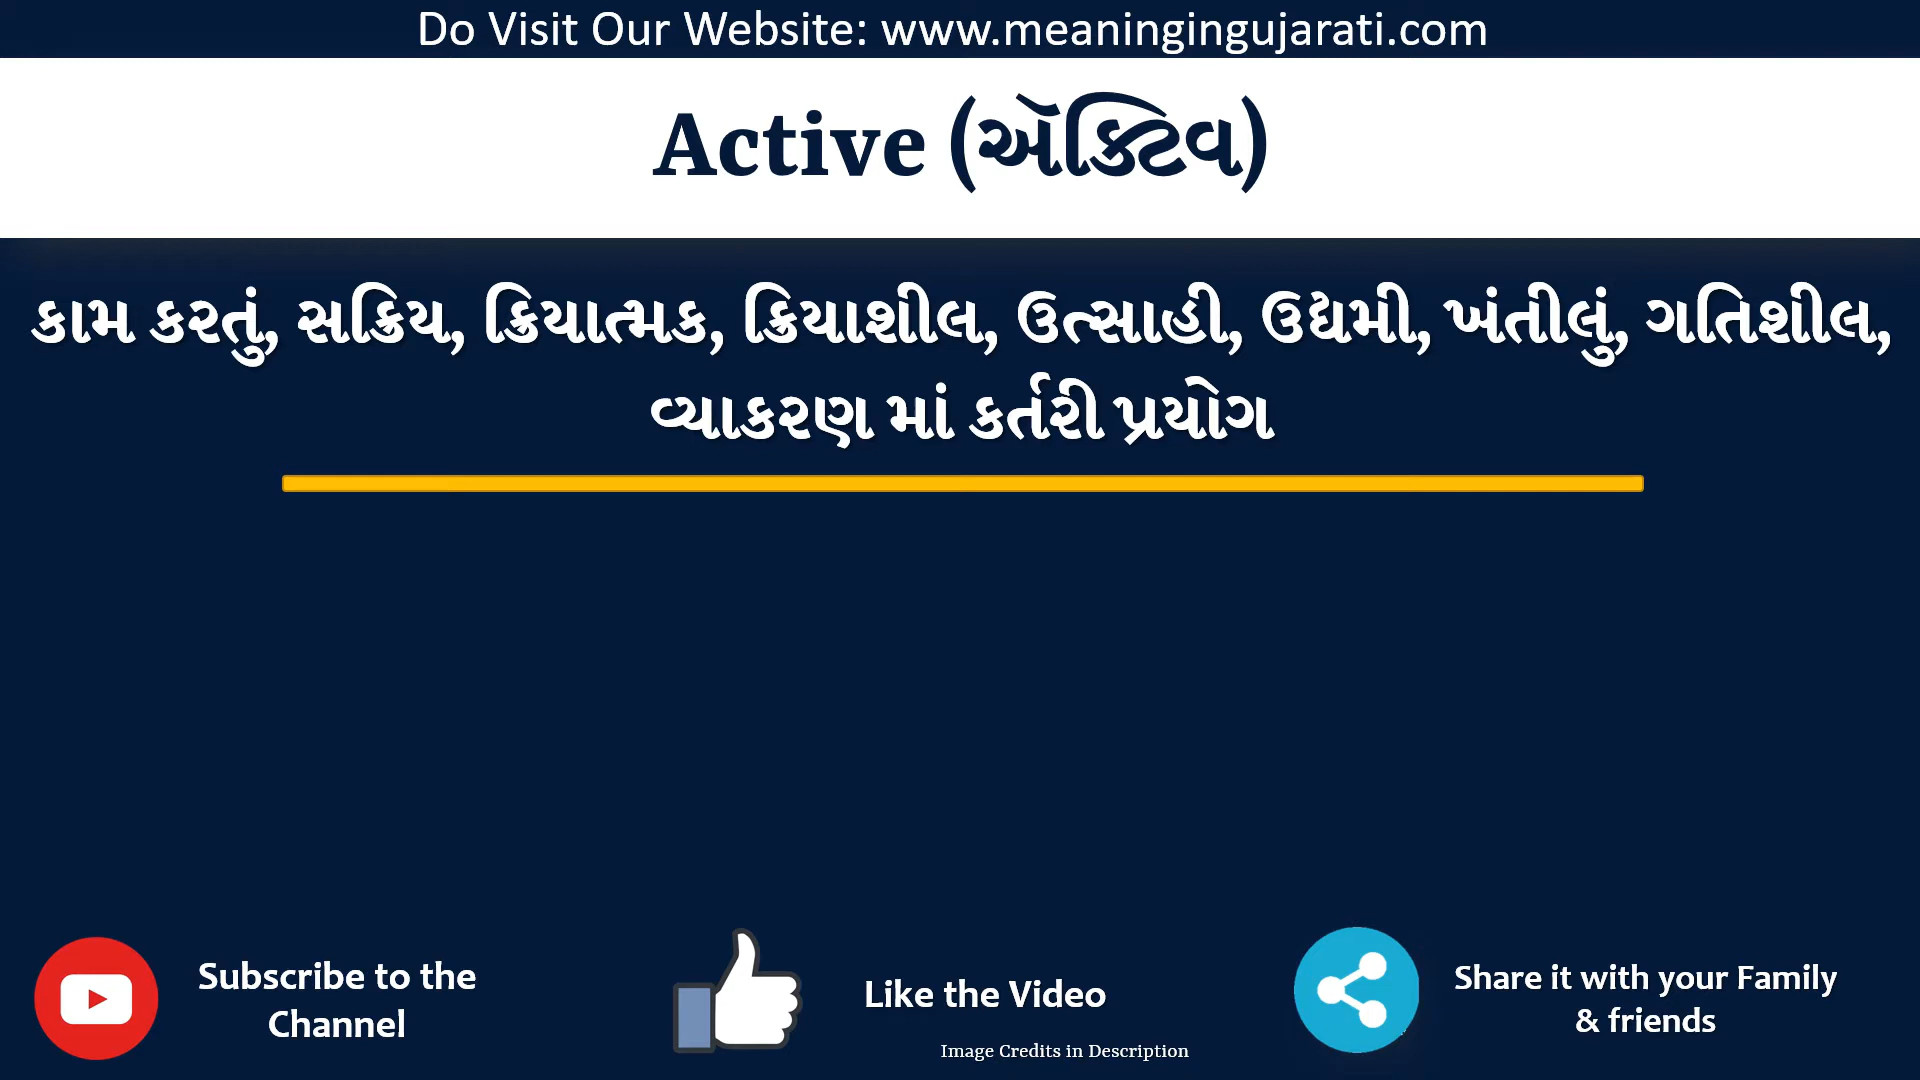 Do Visit Our Website: www.meaningingujarati.com
Active (ઍક્ટિવ)
કામ કરતું, સક્રિય, ક્રિયાત્મક, ક્રિયાશીલ, ઉત્સાહી, ઉદ્યમી, ખંતીલું, ગતિશીલ,
વ્યાકરણ માં કર્તરી પ્રયોગ
Subscribe to the
Channel
Like the Video
Share it with your Family
& friends
Image Credits in Description